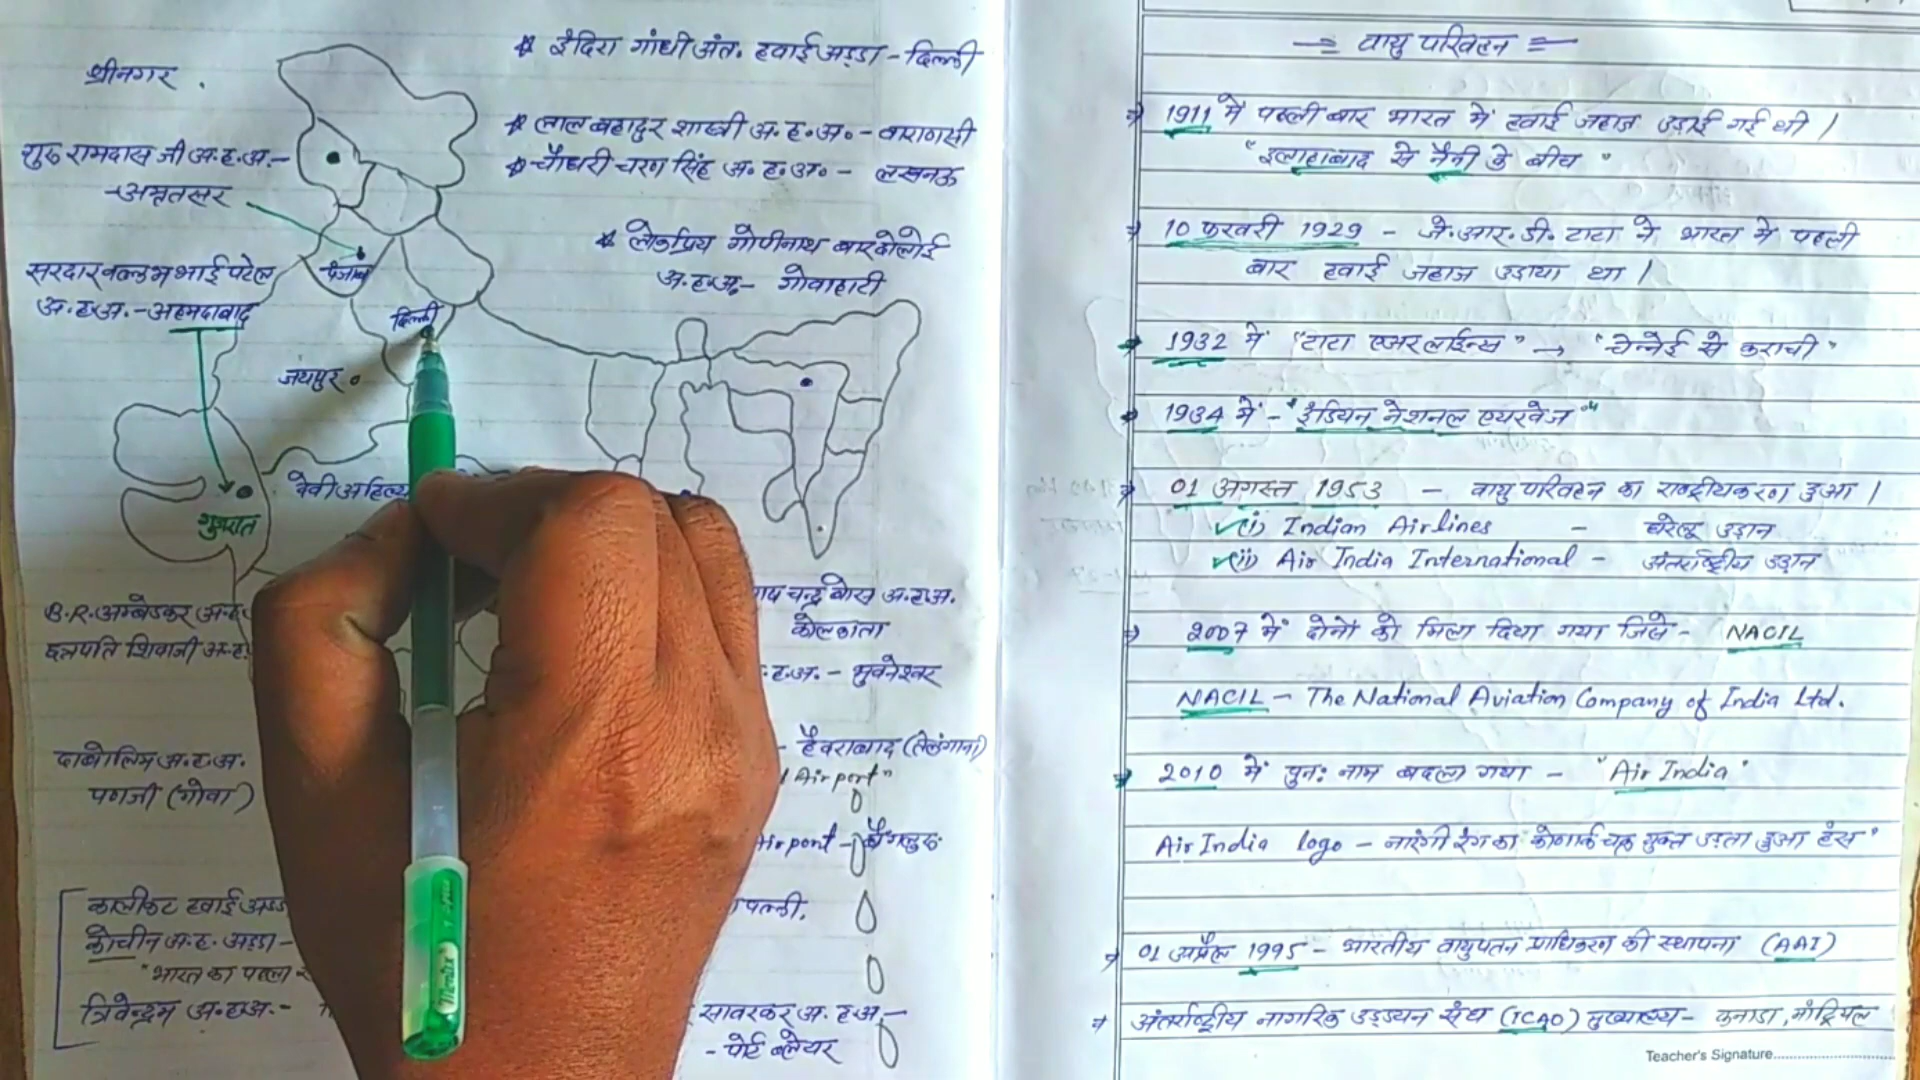 श्रीनगर .
☆ इंदिरा गांधी अंत. हवाई अड्डा - दिल्ली
☆ लाल बहादुर शास्त्री अ. ह. अ. - वाराणसी
गुरु रामदास जी अ. ह. अ. -
☆ चौधरी चरण सिंह अ. ह. अ. - लखनऊ
→ अमृतसर
☆ लोकप्रिय गोपीनाथ बारदोलोई
अ. ह. अ. - गोवाहाटी
सरदार वल्लभ भाई पटेल
अ. ह. अ. - अहमदाबाद
पंजाब
दिल्ली
जयपुर
देवी अहिल्या
गुजरात
B.R. अम्बेडकर अ. ह.
छत्रपति शिवाजी अ. ह.
चन्द्र बोस अ. ह. अ.
कोलकाता
ह. अ. - भुवनेश्वर
दाबोलिम अ. ह. अ.
पणजी (गोवा)
- हैदराबाद (तेलंगाना)
Airport"
Airport - बैंगलुरु
कालीकट हवाई अड्ड
कोचीन अ. ह. अड्डा -
"भारत का पहला
त्रिवेन्द्रम अ. ह. अ. -
पल्ली,
सावरकर अ. ह. अ. -
- पोर्ट ब्लेयर
वायु परिवहन
⇒ 1911 में पहली बार भारत में हवाई जहाज उड़ाई गई थी /
"इलाहाबाद से नैनी के बीच"
⇒ 10 फरवरी 1929 - जे. आर. डी. टाटा ने भारत में पहली
बार हवाई जहाज उड़ाया था /
→ 1932 में "टाटा एअरलाईन्स" → "चेन्नई से कराची"
→ 1934 में - "इंडियन नेशनल एयरवेज"
⇒ 01 अगस्त 1953 - वायु परिवहन का राष्ट्रीयकरण हुआ /
✓(i) Indian Airlines - घरेलू उड़ान
✓(ii) Air India International - अंतर्राष्ट्रीय उड़ान
⇒ 2007 में दोनों को मिला दिया गया जिसे - NACIL
NACIL - The National Aviation Company of India Ltd.
→ 2010 में पुनः नाम बदला गया - "Air India"
Air India logo - नारंगी रंग का कोणार्क चक्र युक्त उड़ता हुआ हंस"
→ 01 अप्रैल 1995 - भारतीय वायुपतन प्राधिकरण की स्थापना (AAI)
→ अंतर्राष्ट्रीय नागरिक उड्डयन संघ (ICAO) मुख्यालय - कनाडा, मॉट्रियल
Teacher's Signature